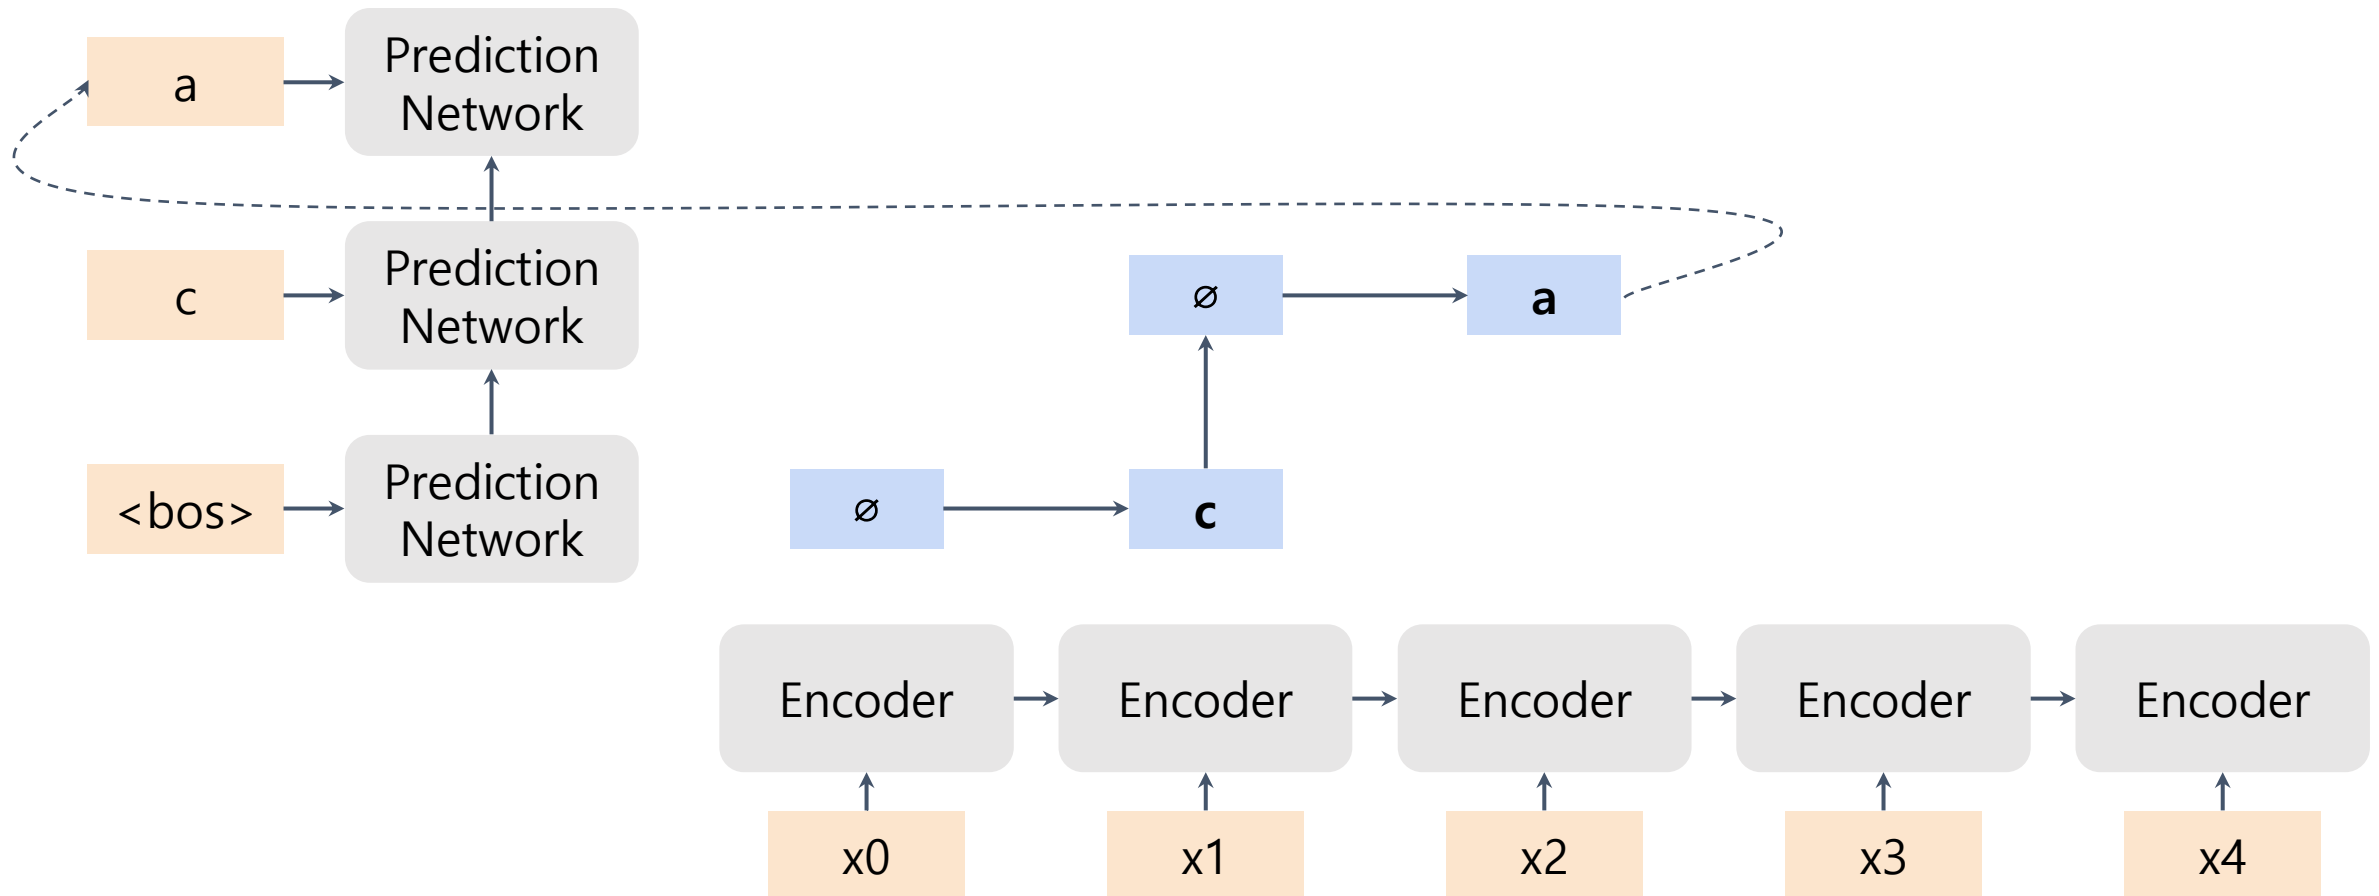 a
Prediction
Network
c
Prediction
Network
∅
a
<bos>
Prediction
Network
∅
c
Encoder
Encoder
Encoder
Encoder
Encoder
x0
x1
x2
x3
x4